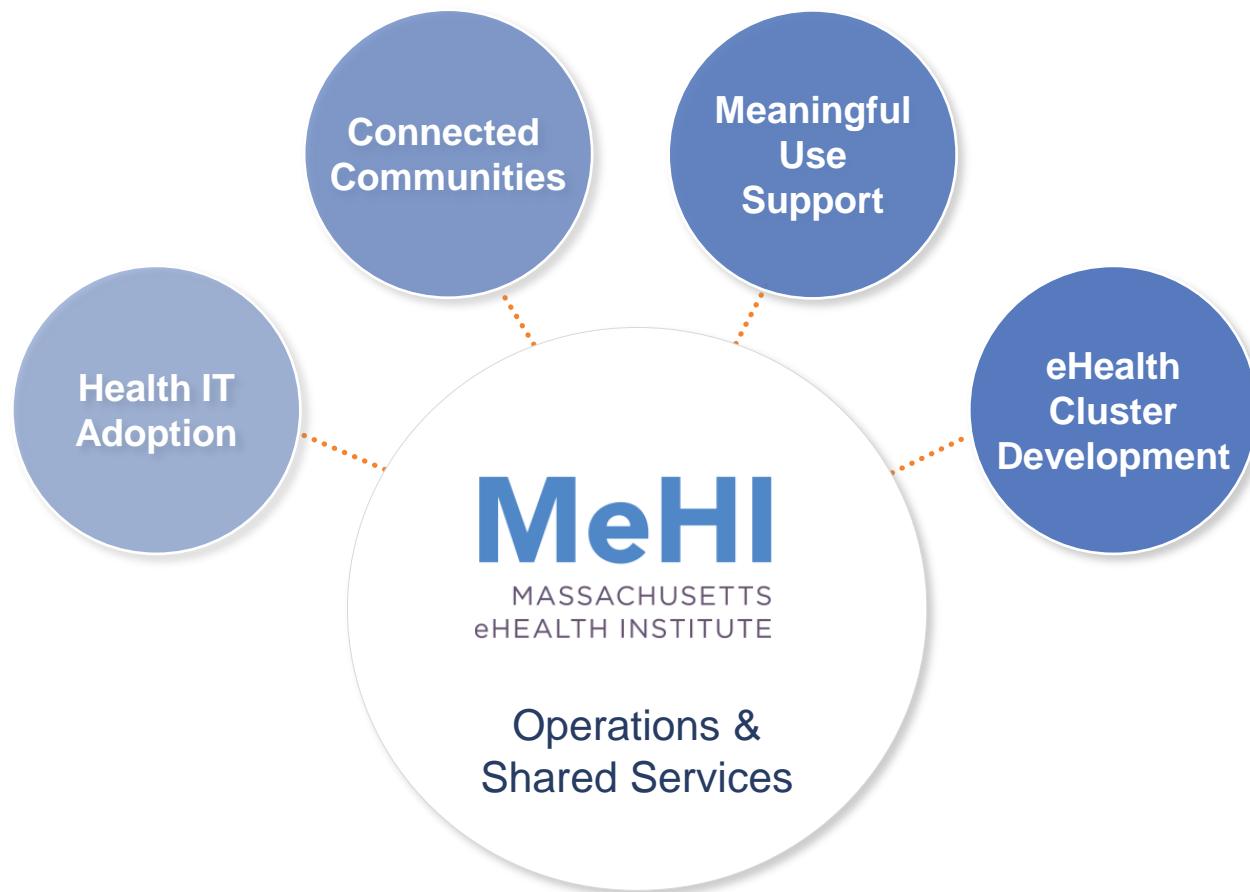 Connected
Communities
Meaningful
Use
Support
Health IT
Adoption
eHealth
Cluster
Development
MeHI
MASSACHUSETTS
eHEALTH INSTITUTE
Operations &
Shared Services